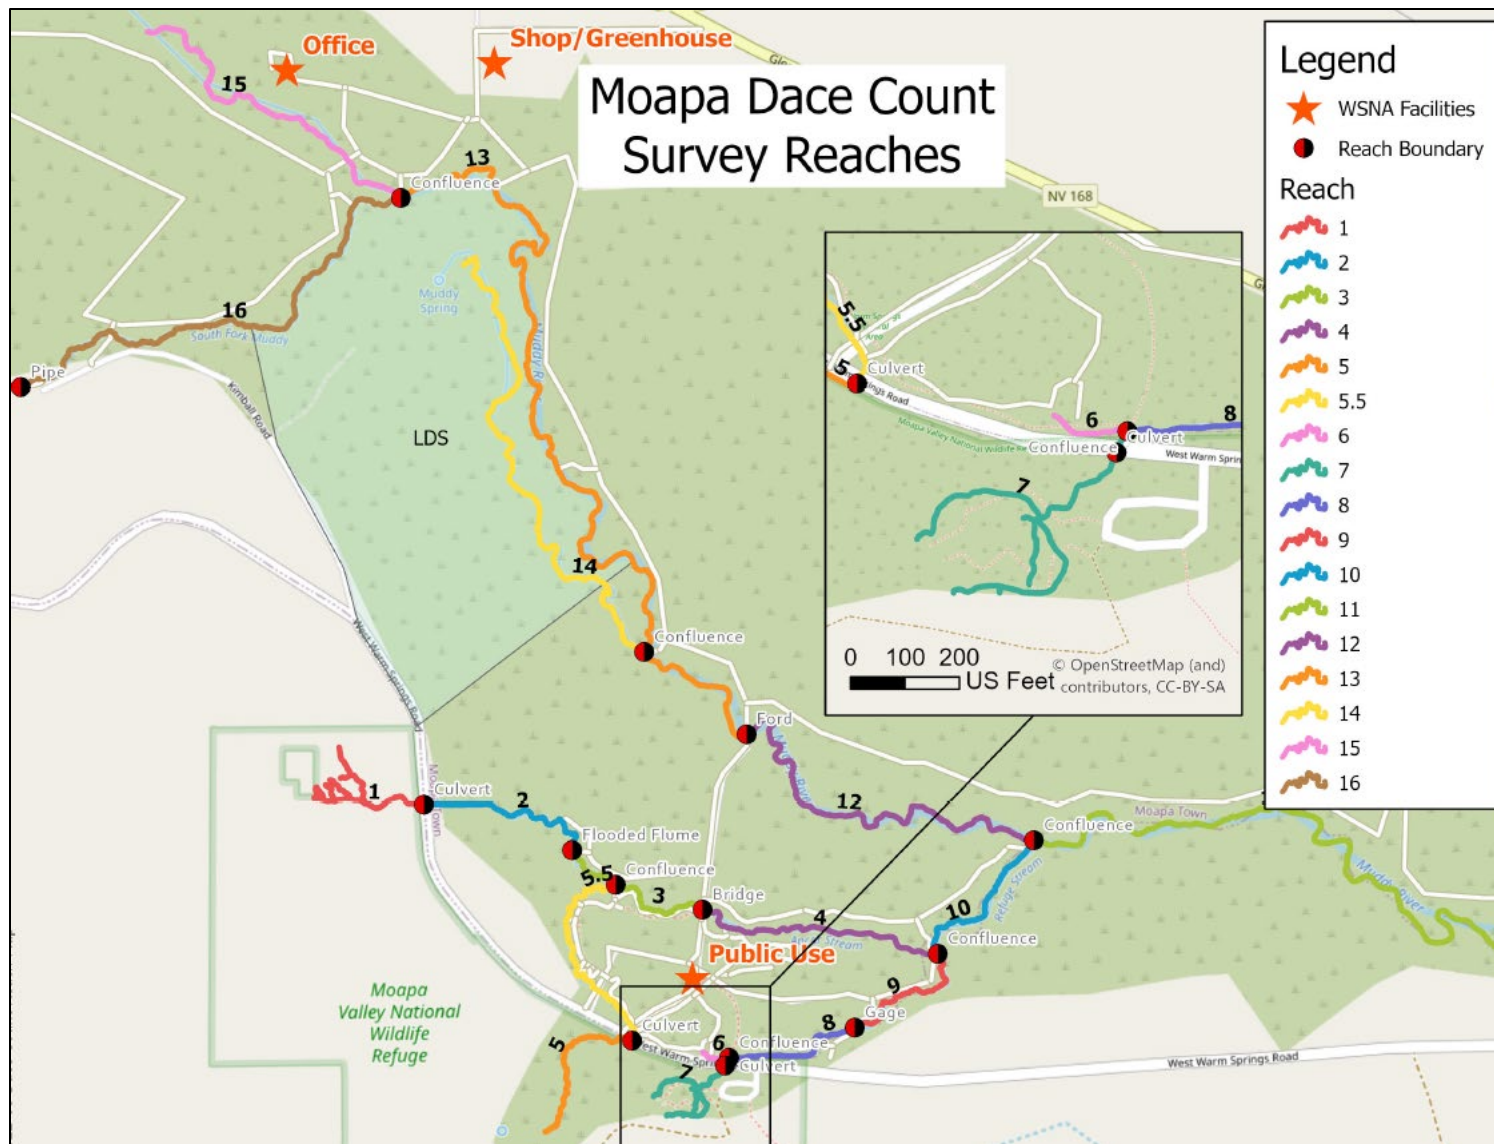 Office
Shop/Greenhouse
Moapa Dace Count
Survey Reaches
NV 168
15
13
Confluence
Muddy
Spring
16
South Fork Muddy
Pipe
Kimball Road
LDS
14
Confluence
West Warm Springs Road
Ford
1
Culvert
2
12
Flooded Flume
Confluence
Moapa Town
Confluence
5.5
3
Bridge
4
10
Refuge Stream
Muddy River
Confluence
Public Use
9
Gage
Moapa
Valley National
Wildlife
Refuge
Culvert
8
5
6
Confluence
Culvert
7
West Warm Springs Road
5.5
Culvert
5
6
8
Culvert
Confluence
West Warm Sprin
7
0 100 200
US Feet
© OpenStreetMap (and)
contributors, CC-BY-SA
Legend
WSNA Facilities
Reach Boundary
Reach
1
2
3
4
5
5.5
6
7
8
9
10
11
12
13
14
15
16